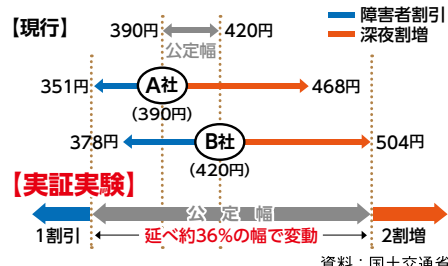 【現行】 390円 420円 障害者割引
公定幅 深夜割増
351円 A社 468円
(390円)
378円 B社 504円
(420円)
【実証実験】
公定幅
1割引 延べ約36%の幅で変動 2割増
資料：国土交通省